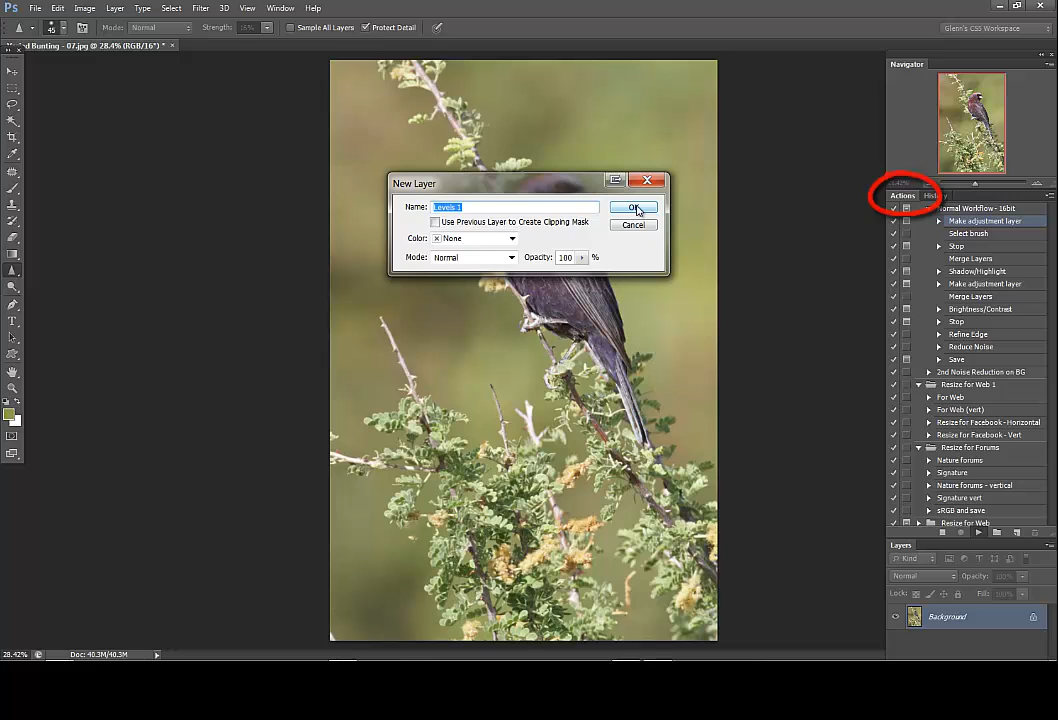 Ps File Edit Image Layer Type Select Filter 3D View Window Help
45 Mode: Normal Strength: Sample All Layers Protect Detail Glenn's CS5 Workspace
Bunting - 07.jpg @ 28.4% (RGB/16*) * ×
Navigator
New Layer
Name: Levels 1 OK
Use Previous Layer to Create Clipping Mask Cancel
Color: None
Mode: Normal Opacity: 100 %
Actions
Normal Workflow - 16bit
Make adjustment layer
Select brush
Stop
Merge Layers
Shadow/Highlight
Make adjustment layer
Merge Layers
Brightness/Contrast
Stop
Refine Edge
Reduce Noise
Save
2nd Noise Reduction on BG
Resize for Web 1
For Web
For Web (vert)
Resize for Facebook - Horizontal
Resize for Facebook - Vert
Resize for Forums
Nature forums
Signature
Nature forums - vertical
Signature vert
sRGB and save
Resize for Web
Layers
Kind
Normal Opacity: 100%
Lock: Fill: 100%
Background
28.42% Doc: 40.3M/40.3M